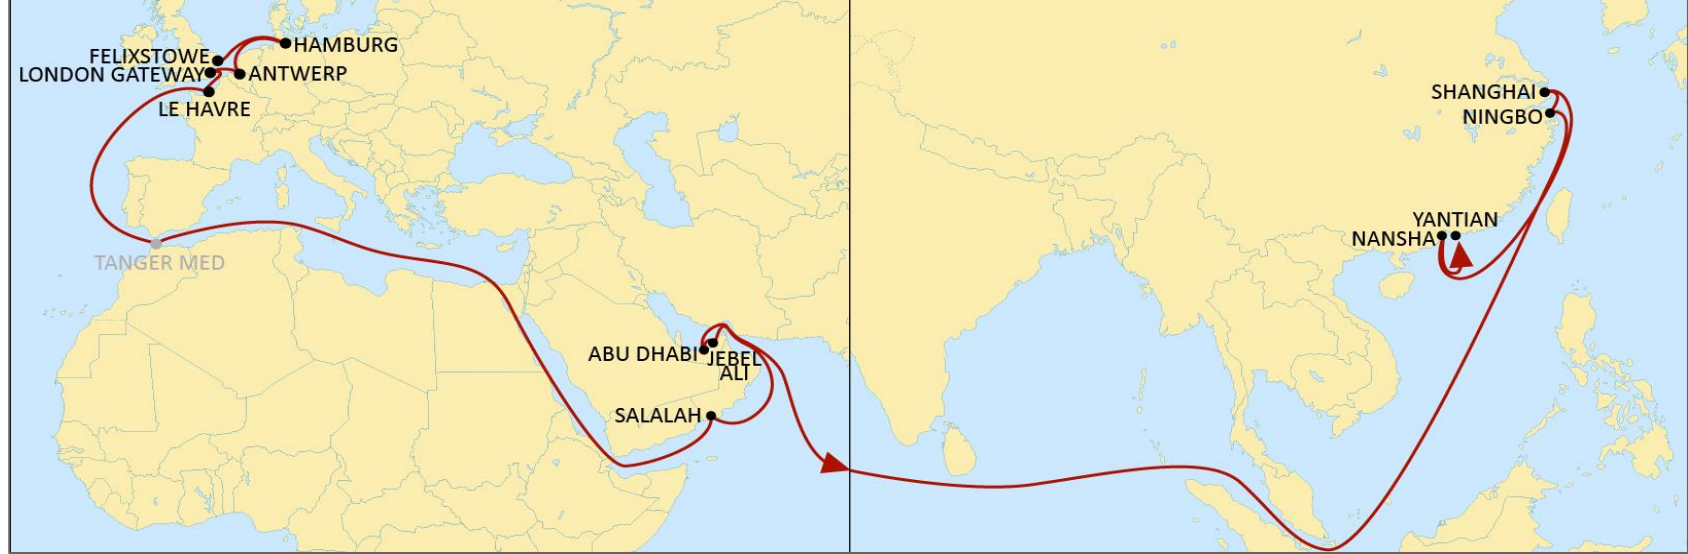 HAMBURG
FELIXSTOWE
LONDON GATEWAY
ANTWERP
LE HAVRE
SHANGHAI
NINGBO
YANTIAN
NANSHA
TANGER MED
ABU DHABI
JEBEL
ALI
SALALAH